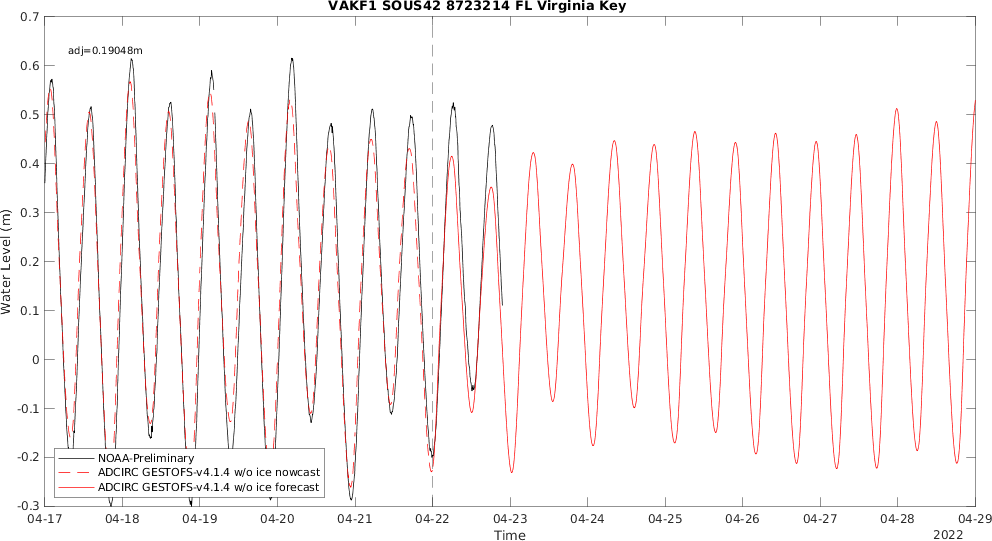 VAKF1 SOUS42 8723214 FL Virginia Key
adj=0.19048m
0.7
0.6
0.5
0.4
0.3
0.2
0.1
0
-0.1
-0.2
-0.3
Water Level (m)
NOAA-Preliminary
ADCIRC GESTOFS-v4.1.4 w/o ice nowcast
ADCIRC GESTOFS-v4.1.4 w/o ice forecast
04-17 04-18 04-19 04-20 04-21 04-22 04-23 04-24 04-25 04-26 04-27 04-28 04-29
Time
2022